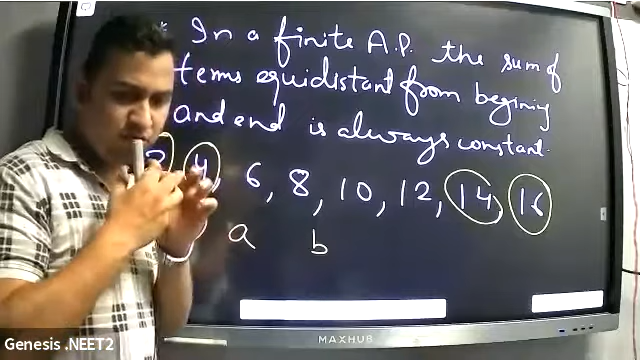 * In a finite A.P. the sum of
terms equidistant from begining
and end is always constant.
2, 4, 6, 8, 10, 12, 14, 16
a b
MAXHUB
Genesis .NEET2